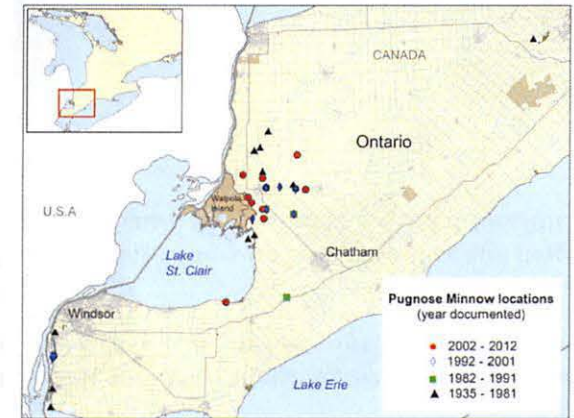 CANADA
Ontario
U.S.A
Walpole
Island
Lake
St. Clair
Chatham
Windsor
Lake Erie
Pugnose Minnow locations
(year documented)
2002 - 2012
1992 - 2001
1982 - 1991
1935 - 1981